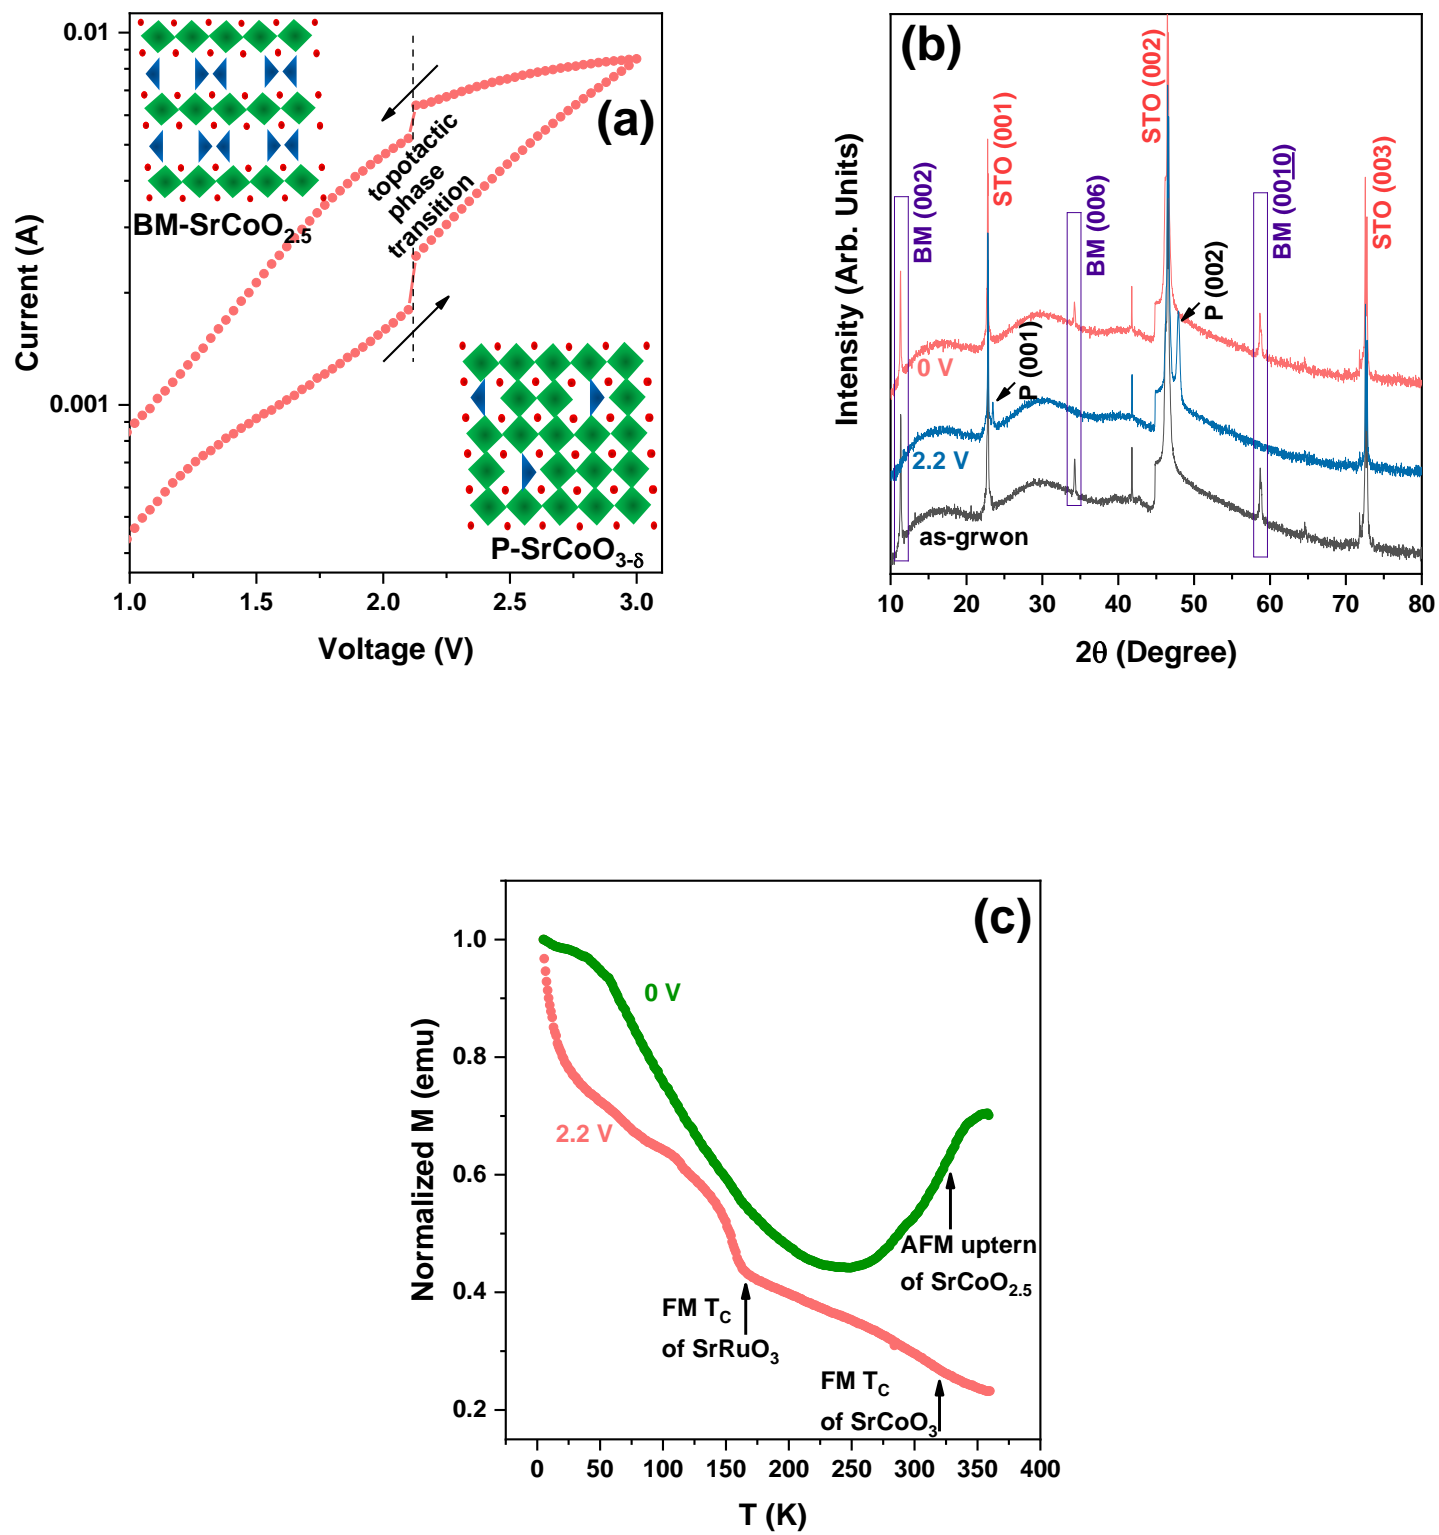 (a)
0.01
0.001
Current (A)
BM-SrCoO2.5
topotactic
phase
transition
P-SrCoO3-δ
1.0 1.5 2.0 2.5 3.0
Voltage (V)
(b)
Intensity (Arb. Units)
BM (002)
STO (001)
P (001)
BM (006)
STO (002)
P (002)
BM (0010)
STO (003)
0 V
2.2 V
as-grwon
10 20 30 40 50 60 70 80
2θ (Degree)
(c)
Normalized M (emu)
1.0
0.8
0.6
0.4
0.2
0 V
2.2 V
AFM uptern
of SrCoO2.5
FM TC
of SrRuO3
FM TC
of SrCoO3
0 50 100 150 200 250 300 350 400
T (K)